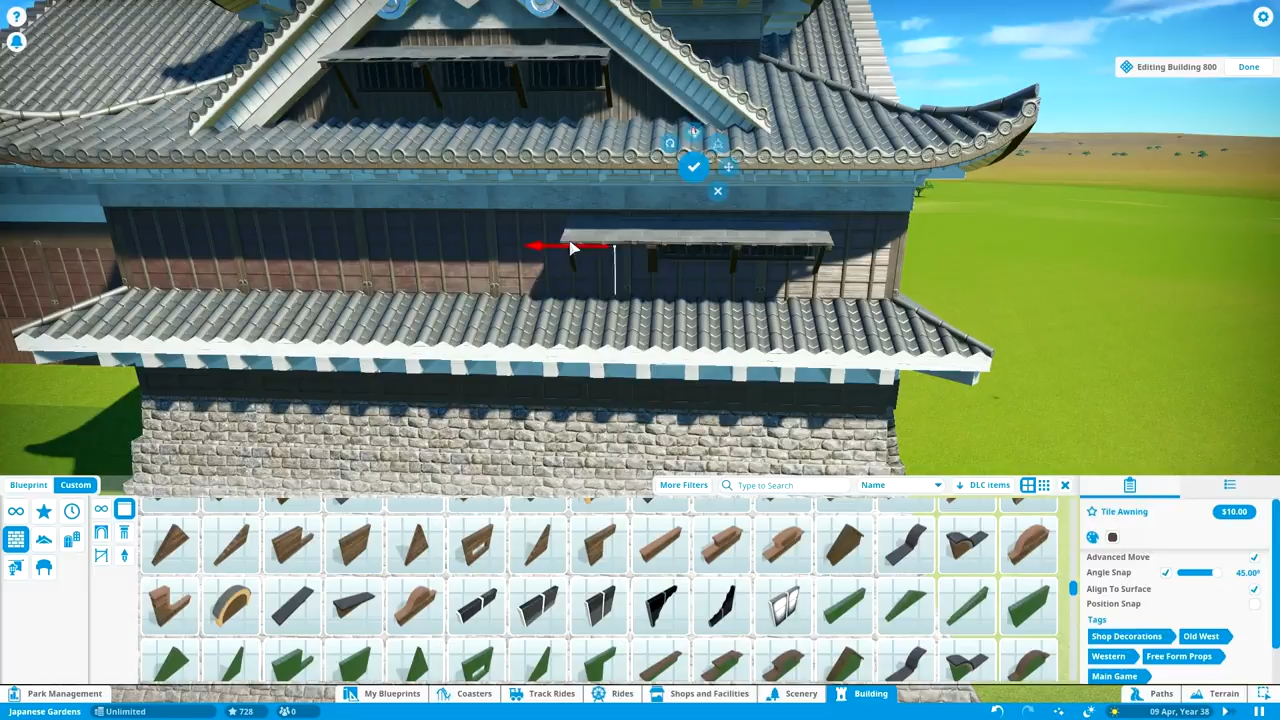 ?
Editing Building 800 Done
Blueprint Custom More Filters Type to Search Name DLC items
Tile Awning $10.00
Advanced Move
Angle Snap 45.00°
Align To Surface
Position Snap
Tags
Shop Decorations Old West
Western Free Form Props
Main Game
Park Management My Blueprints Coasters Track Rides Rides Shops and Facilities Scenery Building Paths Terrain
Japanese Gardens Unlimited 728 0 09 Apr, Year 38